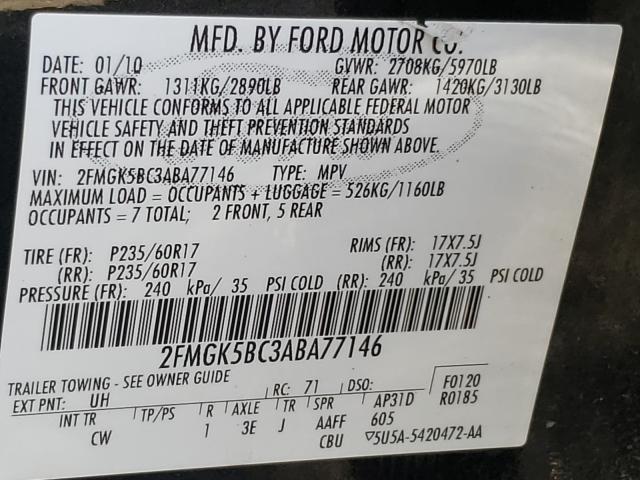 MFD. BY FORD MOTOR CO.
DATE: 01/10 GVWR: 2708KG/5970LB
FRONT GAWR: 1311KG/2890LB REAR GAWR: 1420KG/3130LB
THIS VEHICLE CONFORMS TO ALL APPLICABLE FEDERAL MOTOR
VEHICLE SAFETY AND THEFT PREVENTION STANDARDS
IN EFFECT ON THE DATE OF MANUFACTURE SHOWN ABOVE.
VIN: 2FMGK5BC3ABA77146 TYPE: MPV
MAXIMUM LOAD = OCCUPANTS + LUGGAGE = 526KG/1160LB
OCCUPANTS = 7 TOTAL; 2 FRONT, 5 REAR
TIRE (FR): P235/60R17 RIMS (FR): 17X7.5J
(RR): P235/60R17 (RR): 17X7.5J
PRESSURE (FR): 240 kPa/ 35 PSI COLD (RR): 240 kPa/ 35 PSI COLD
2FMGK5BC3ABA77146
TRAILER TOWING - SEE OWNER GUIDE
EXT PNT: UH RC: 71 DSO: F0120
INT TR TP/PS R AXLE TR SPR AP31D R0185
CW 1 3E J AAFF 605
CBU 5U5A-5420472-AA